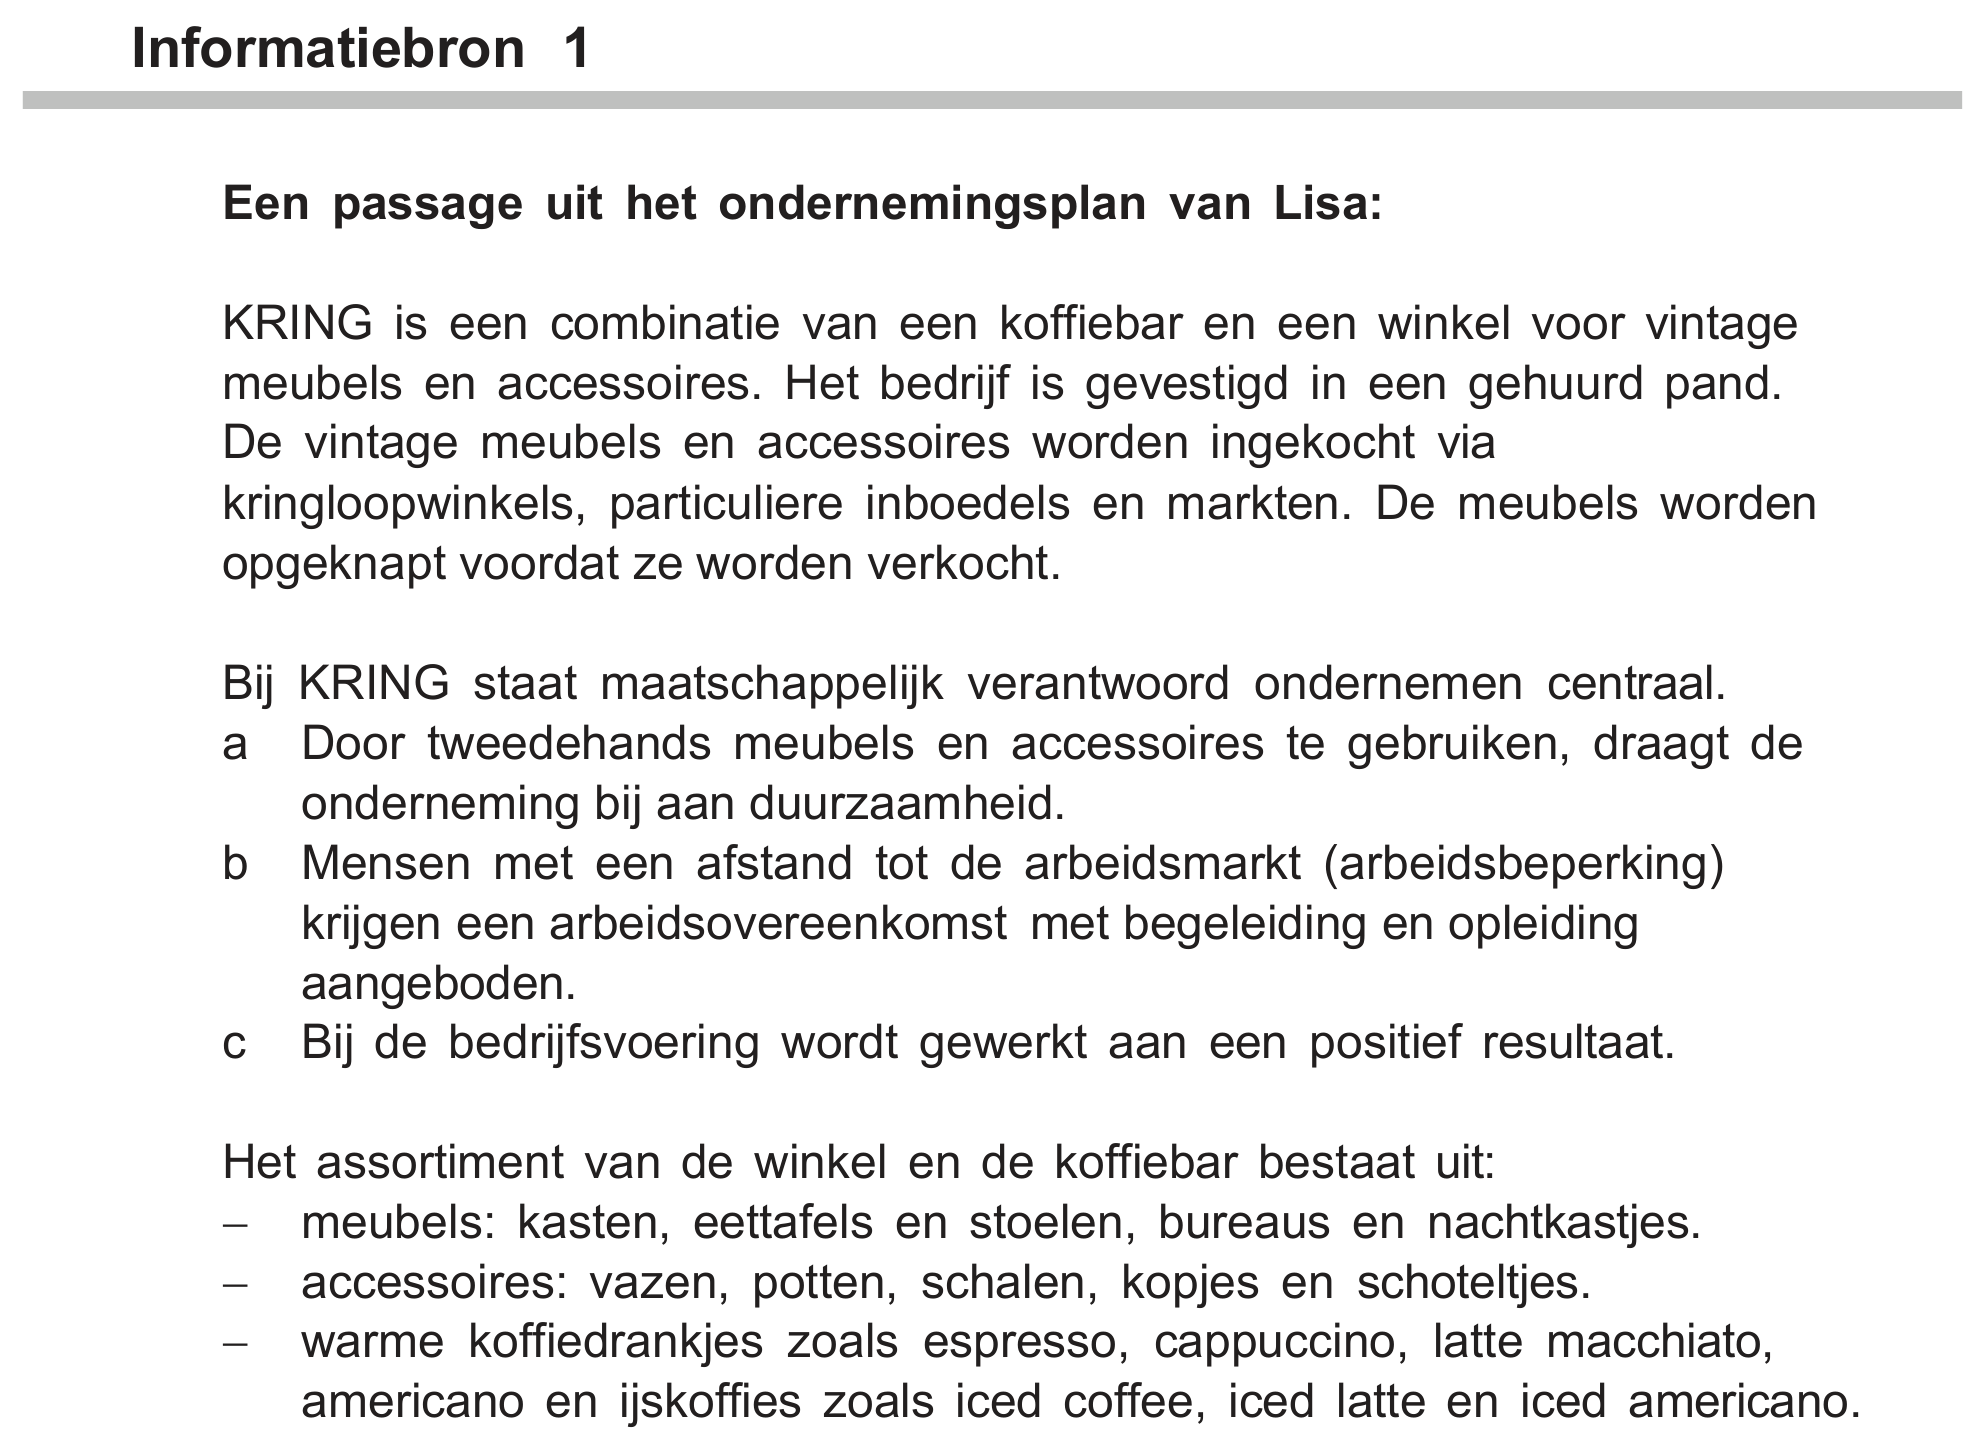 Informatiebron 1
Een passage uit het ondernemingsplan van Lisa:
KRING is een combinatie van een koffiebar en een winkel voor vintage
meubels en accessoires. Het bedrijf is gevestigd in een gehuurd pand.
De vintage meubels en accessoires worden ingekocht via
kringloopwinkels, particuliere inboedels en markten. De meubels worden
opgeknapt voordat ze worden verkocht.
Bij KRING staat maatschappelijk verantwoord ondernemen centraal.
a Door tweedehands meubels en accessoires te gebruiken, draagt de
onderneming bij aan duurzaamheid.
b Mensen met een afstand tot de arbeidsmarkt (arbeidsbeperking)
krijgen een arbeidsovereenkomst met begeleiding en opleiding
aangeboden.
c Bij de bedrijfsvoering wordt gewerkt aan een positief resultaat.
Het assortiment van de winkel en de koffiebar bestaat uit:
– meubels: kasten, eettafels en stoelen, bureaus en nachtkastjes.
– accessoires: vazen, potten, schalen, kopjes en schoteltjes.
– warme koffiedrankjes zoals espresso, cappuccino, latte macchiato,
americano en ijskoffies zoals iced coffee, iced latte en iced americano.